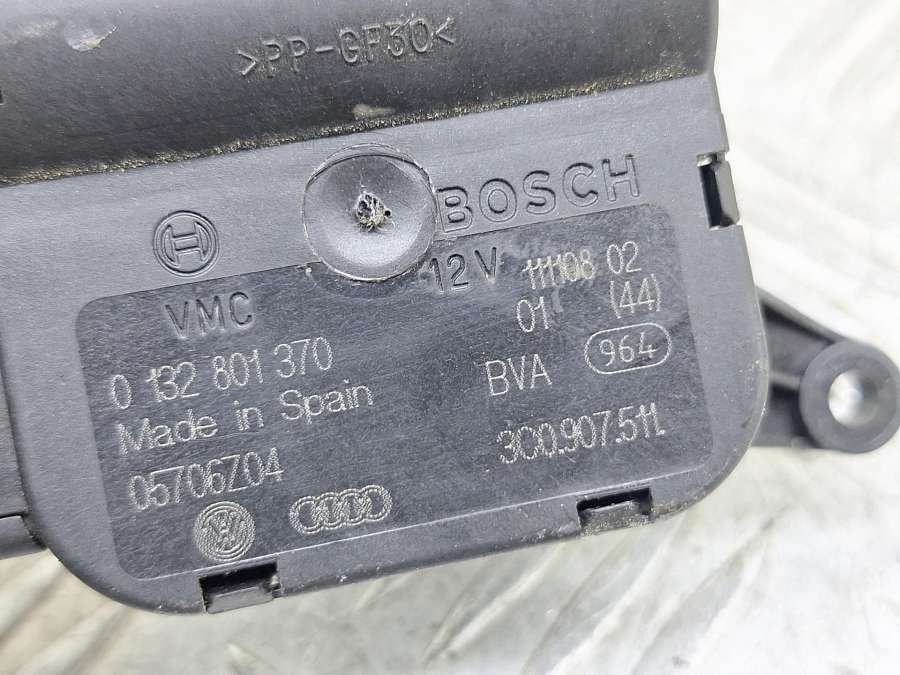 >PP-GF30<
BOSCH
12V 111108 02
VMC 01 (44)
0 132 801 370 BVA 964
Made in Spain 3C0.907.511.
05706Z04